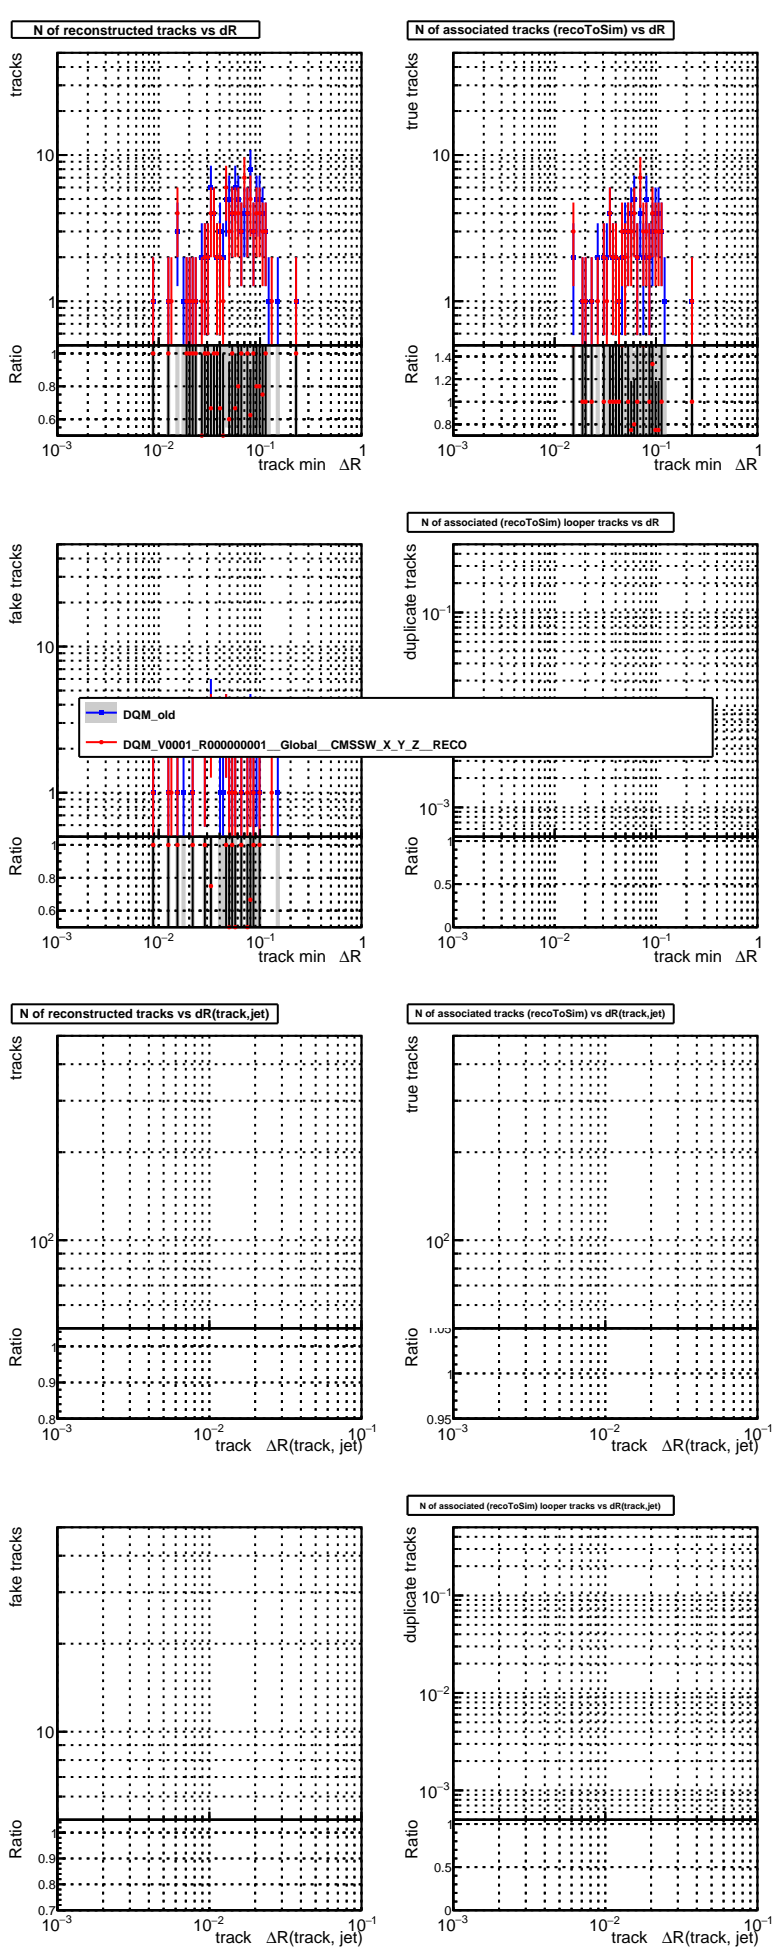 N of reconstructed tracks vs dR
tracks
10
1
Ratio
1
0.8
0.6
10⁻³ 10⁻² 10⁻¹ 1
track min ΔR
N of associated tracks (recoToSim) vs dR
true tracks
10
1
Ratio
1.4
1.2
1
0.8
10⁻³ 10⁻² 10⁻¹ 1
track min ΔR
fake tracks
10
1
Ratio
1
0.8
0.6
10⁻³ 10⁻² 10⁻¹ 1
track min ΔR
N of associated (recoToSim) looper tracks vs dR
duplicate tracks
10⁻¹
10⁻³
Ratio
1
0.5
0
10⁻³ 10⁻² 10⁻¹ 1
track min ΔR
DQM_old
DQM_V0001_R000000001__Global__CMSSW_X_Y_Z__RECO
N of reconstructed tracks vs dR(track,jet)
tracks
10²
Ratio
1
0.9
0.8
10⁻³ 10⁻² 10⁻¹
track ΔR(track, jet)
N of associated tracks (recoToSim) vs dR(track,jet)
true tracks
10²
Ratio
1.05
1
0.95
10⁻³ 10⁻² 10⁻¹
track ΔR(track, jet)
fake tracks
10
Ratio
1
0.9
0.8
0.7
10⁻³ 10⁻² 10⁻¹
track ΔR(track, jet)
N of associated (recoToSim) looper tracks vs dR(track,jet)
duplicate tracks
10⁻¹
10⁻²
10⁻³
Ratio
1
0.5
0
10⁻³ 10⁻² 10⁻¹
track ΔR(track, jet)